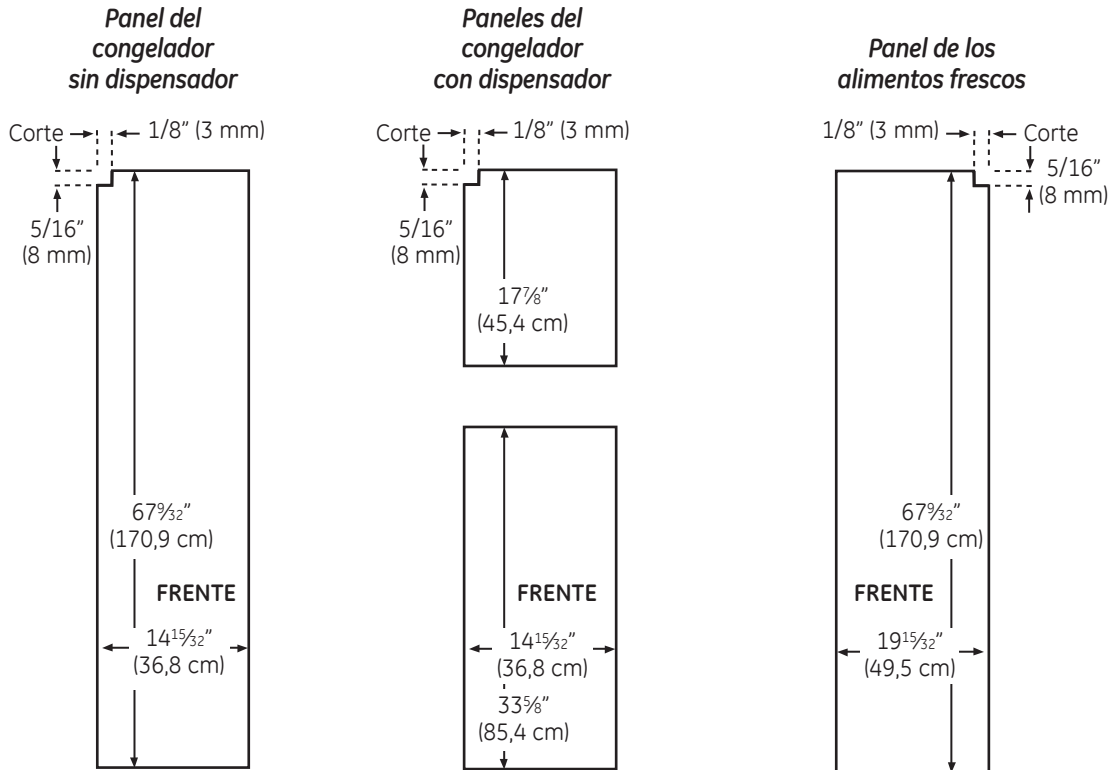 Panel del
congelador
sin dispensador
Corte
1/8” (3 mm)
5/16”
(8 mm)
67⁹⁄₃₂”
(170,9 cm)
FRENTE
14¹⁵⁄₃₂”
(36,8 cm)
Paneles del
congelador
con dispensador
Corte
1/8” (3 mm)
5/16”
(8 mm)
17⅞”
(45,4 cm)
FRENTE
14¹⁵⁄₃₂”
(36,8 cm)
33⅝”
(85,4 cm)
Panel de los
alimentos frescos
1/8” (3 mm)
Corte
5/16”
(8 mm)
67⁹⁄₃₂”
(170,9 cm)
FRENTE
19¹⁵⁄₃₂”
(49,5 cm)